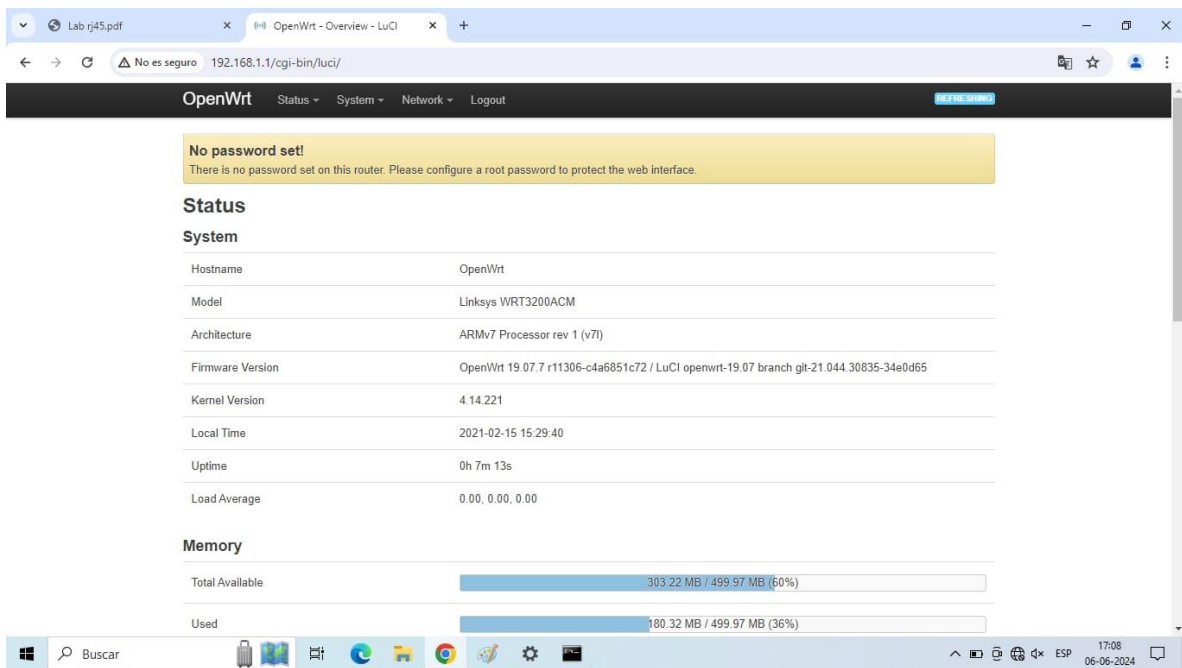 Lab rj45.pdf
OpenWrt - Overview - LuCI
No es seguro 192.168.1.1/cgi-bin/luci/
OpenWrt Status System Network Logout REFRESHING
No password set!
There is no password set on this router. Please configure a root password to protect the web interface.
Status
System
Hostname OpenWrt
Model Linksys WRT3200ACM
Architecture ARMv7 Processor rev 1 (v7l)
Firmware Version OpenWrt 19.07.7 r11306-c4a6851c72 / LuCI openwrt-19.07 branch git-21.044.30835-34e0d65
Kernel Version 4.14.221
Local Time 2021-02-15 15:29:40
Uptime 0h 7m 13s
Load Average 0.00, 0.00, 0.00
Memory
Total Available 303.22 MB / 499.97 MB (60%)
Used 180.32 MB / 499.97 MB (36%)
Buscar
ESP
17:08
06-06-2024